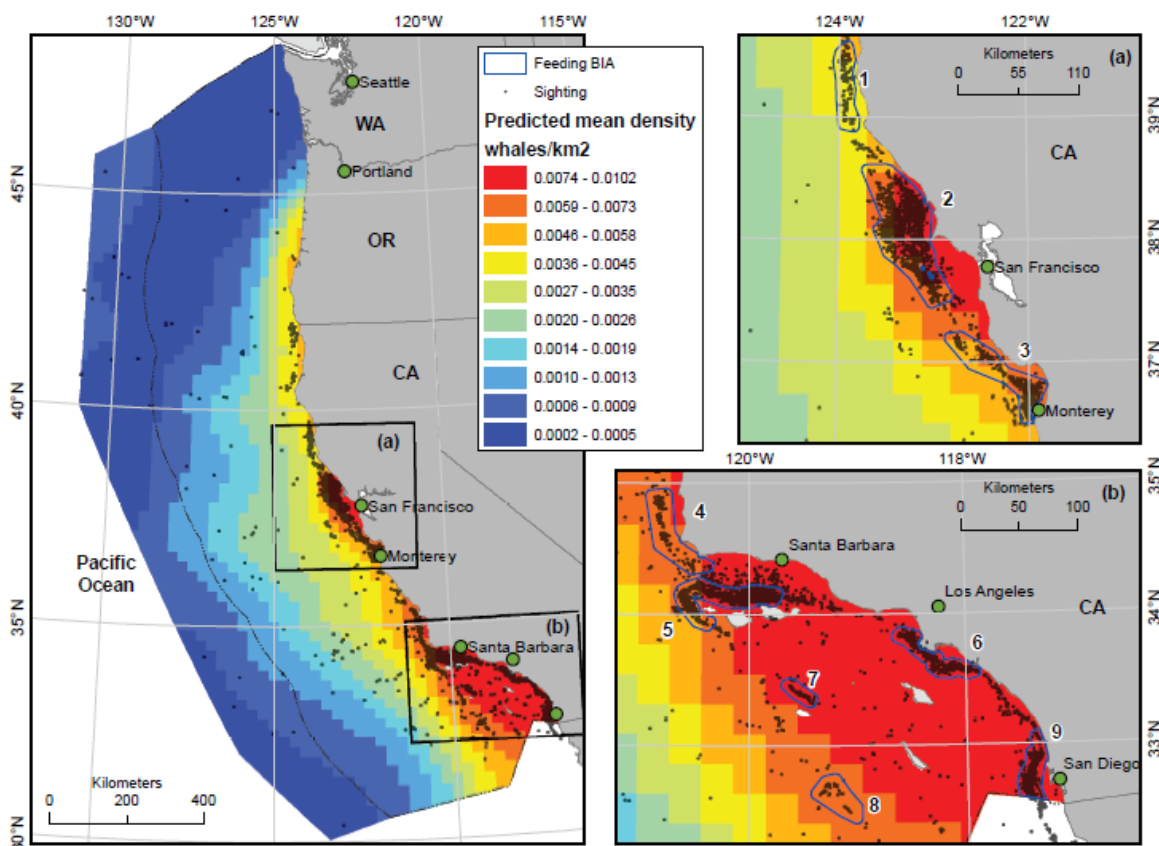 130°W
125°W
120°W
115°W
Seattle
WA
Portland
45°N
OR
CA
40°N
(a)
San Francisco
Monterey
Pacific
Ocean
35°N
(b)
Santa Barbara
Kilometers
0 200 400
30°N
Feeding BIA
Sighting
Predicted mean density
whales/km2
0.0074 - 0.0102
0.0059 - 0.0073
0.0046 - 0.0058
0.0036 - 0.0045
0.0027 - 0.0035
0.0020 - 0.0026
0.0014 - 0.0019
0.0010 - 0.0013
0.0006 - 0.0009
0.0002 - 0.0005
124°W
122°W
Kilometers
(a)
0 55 110
1
39°N
CA
2
38°N
San Francisco
3
37°N
Monterey
120°W
118°W
35°N
Kilometers
(b)
0 50 100
4
Santa Barbara
Los Angeles
34°N
CA
5
6
7
9
33°N
San Diego
8